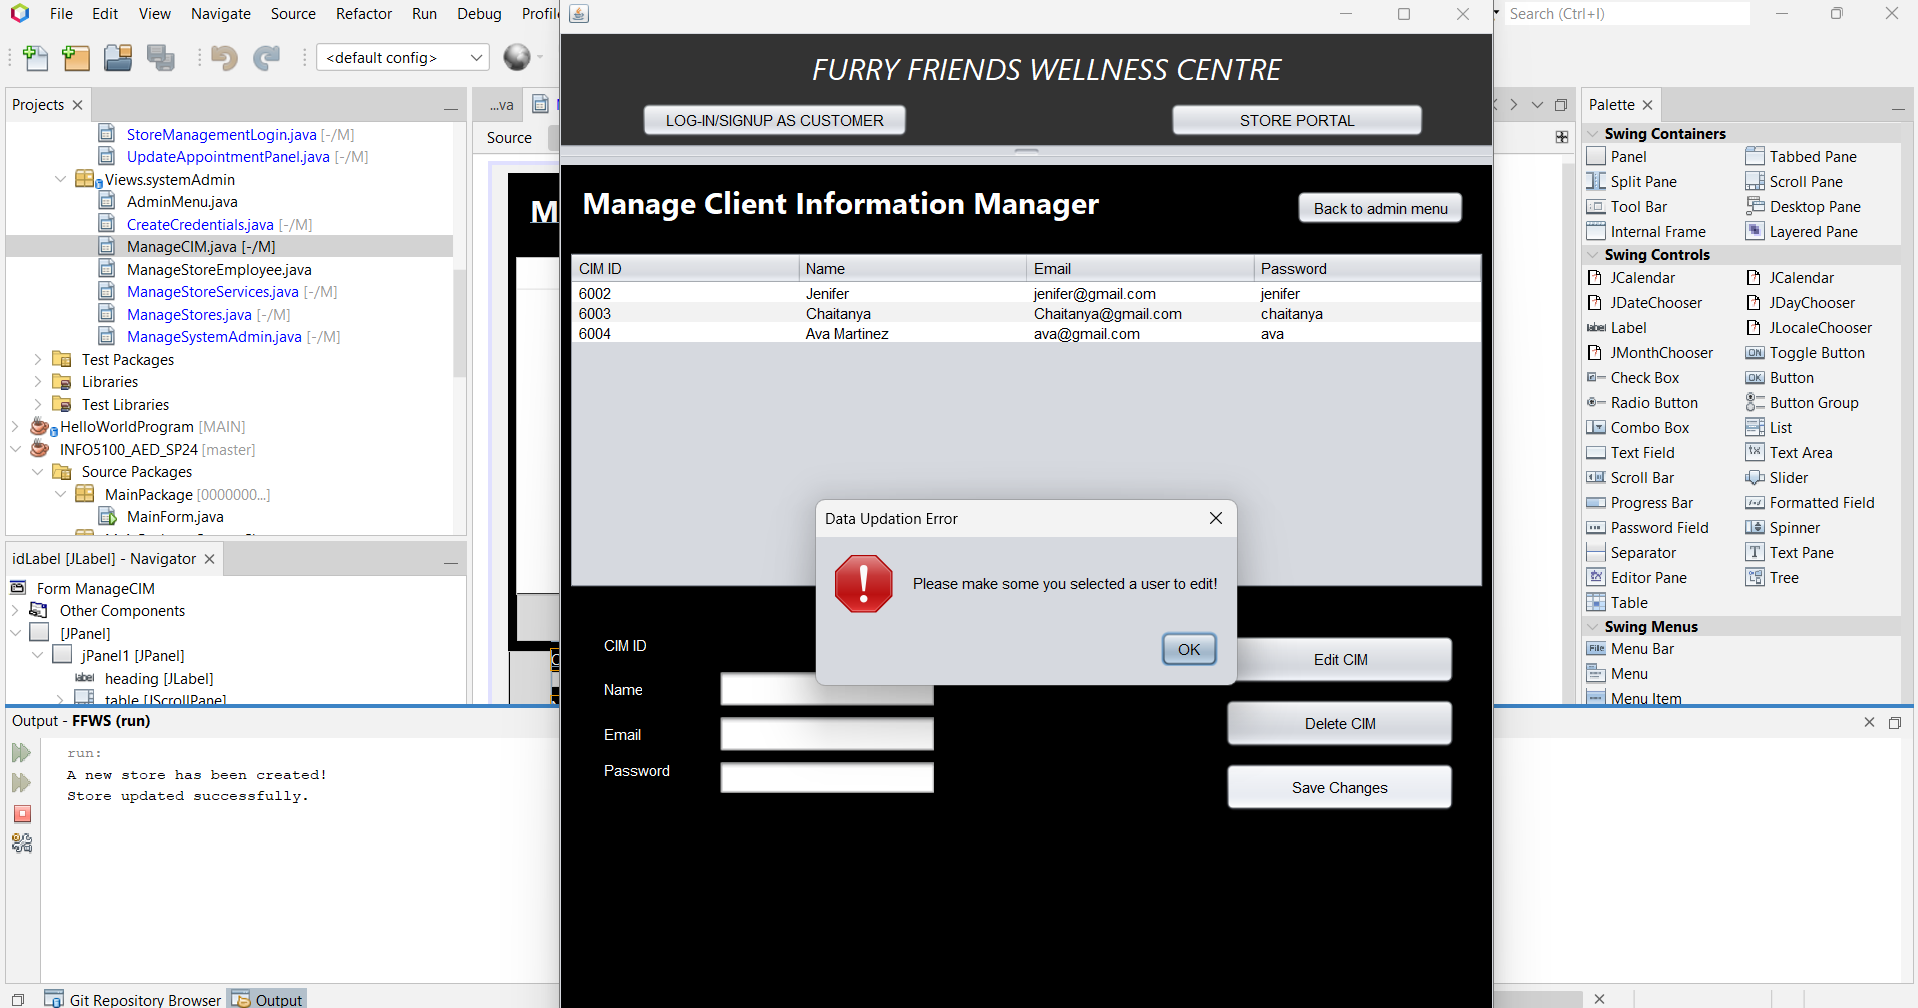 File Edit View Navigate Source Refactor Run Debug
Search (Ctrl+I)
<default config>
FURRY FRIENDS WELLNESS CENTRE
LOG-IN/SIGNUP AS CUSTOMER
STORE PORTAL
Projects
...va
Source
StoreManagementLogin.java [-/M]
UpdateAppointmentPanel.java [-/M]
Views.systemAdmin
AdminMenu.java
CreateCredentials.java [-/M]
ManageCIM.java [-/M]
ManageStoreEmployee.java
ManageStoreServices.java [-/M]
ManageStores.java [-/M]
ManageSystemAdmin.java [-/M]
Test Packages
Libraries
Test Libraries
HelloWorldProgram [MAIN]
INFO5100_AED_SP24 [master]
Source Packages
MainPackage [0000000...]
MainForm.java
idLabel [JLabel] - Navigator
Form ManageCIM
Other Components
[JPanel]
jPanel1 [JPanel]
label heading [JLabel]
table [JScrollPane]
Manage Client Information Manager
Back to admin menu
CIM ID Name Email Password
6002 Jenifer jenifer@gmail.com jenifer
6003 Chaitanya Chaitanya@gmail.com chaitanya
6004 Ava Martinez ava@gmail.com ava
Data Updation Error
Please make some you selected a user to edit!
OK
CIM ID
Name
Email
Password
Edit CIM
Delete CIM
Save Changes
Palette
Swing Containers
Panel Tabbed Pane
Split Pane Scroll Pane
Tool Bar Desktop Pane
Internal Frame Layered Pane
Swing Controls
JCalendar JCalendar
JDateChooser JDayChooser
label Label JLocaleChooser
JMonthChooser ON Toggle Button
Check Box OK Button
Radio Button Button Group
Combo Box List
Text Field Text Area
Scroll Bar Slider
Progress Bar Formatted Field
Password Field Spinner
Separator Text Pane
Editor Pane Tree
Table
Swing Menus
File Menu Bar
Menu
Menu Item
Output - FFWS (run)
run:
A new store has been created!
Store updated successfully.
Git Repository Browser Output